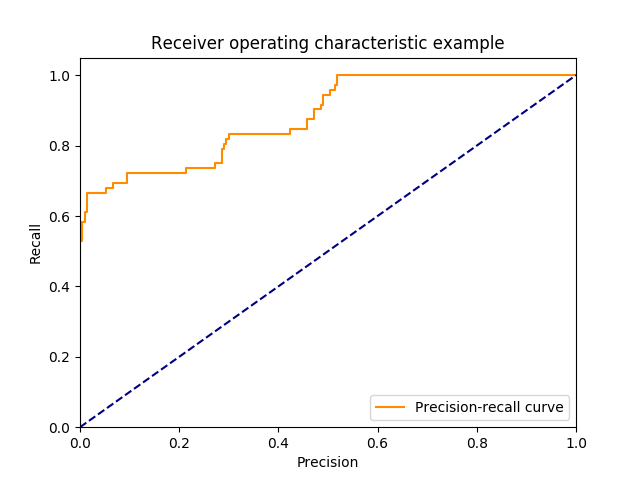 Receiver operating characteristic example
1.0
0.8
0.6
0.4
0.2
0.0
Recall
Precision-recall curve
0.0 0.2 0.4 0.6 0.8 1.0
Precision